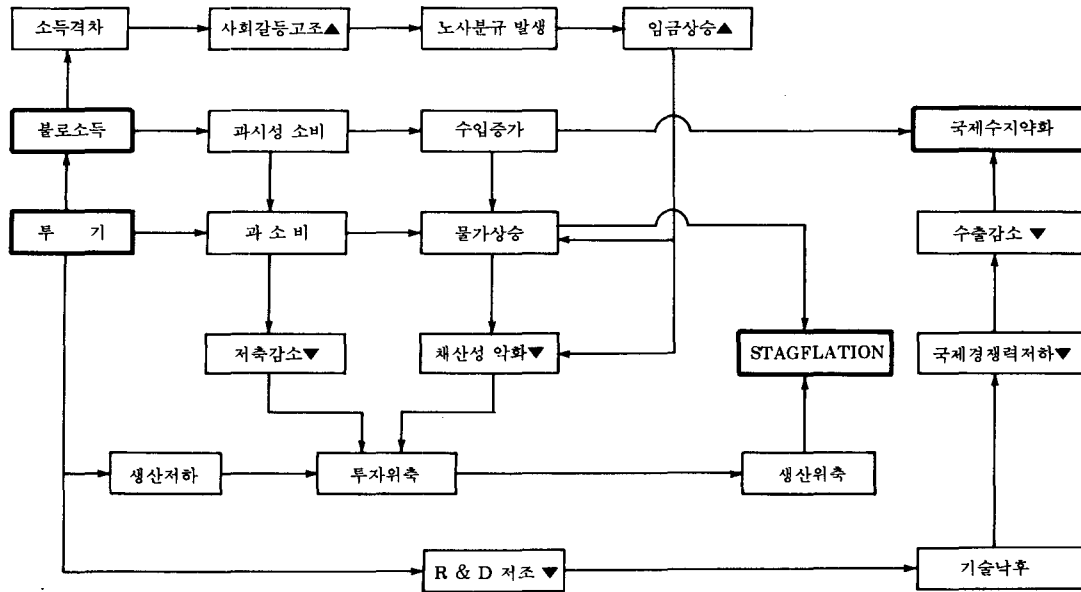 소득격차 사회갈등고조▲ 노사분규 발생 임금상승▲
불로소득 과시성 소비 수입증가 국제수지약화
투 기 과 소 비 물가상승 수출감소 ▼
저축감소▼ 채산성 악화▼ STAGFLATION 국제경쟁력저하▼
생산저하 투자위축 생산위축
R & D 저조 ▼ 기술낙후